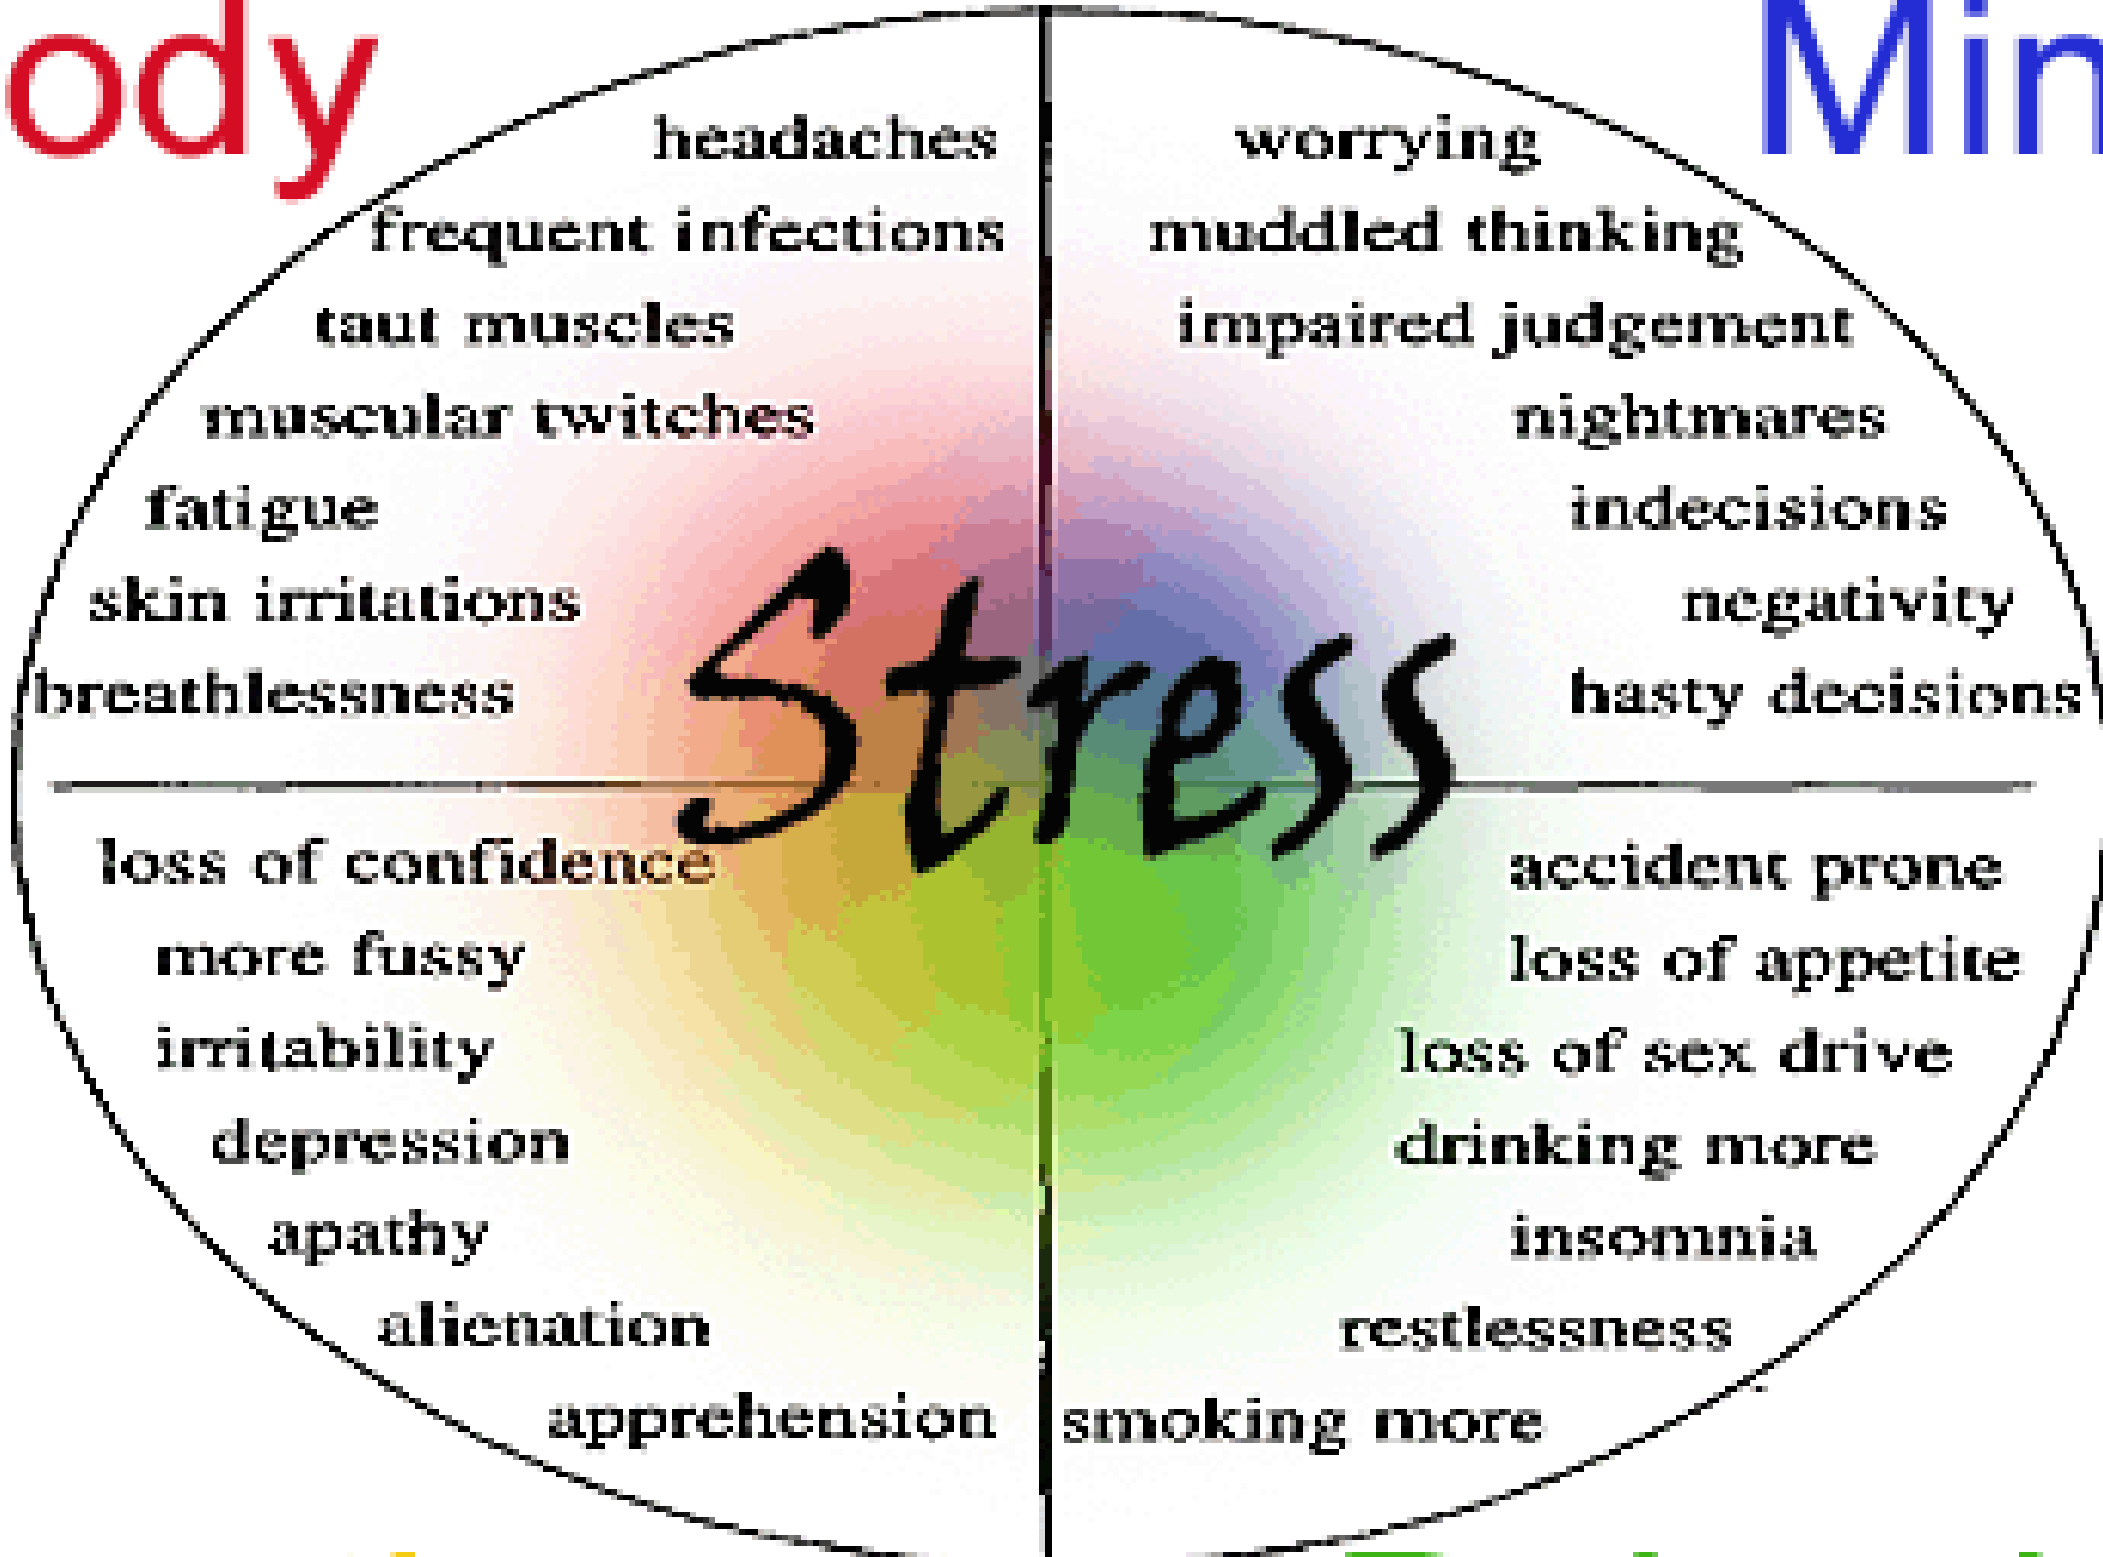 ody
Min
headaches
frequent infections
taut muscles
muscular twitches
fatigue
skin irritations
breathlessness
worrying
muddled thinking
impaired judgement
nightmares
indecisions
negativity
hasty decisions
Stress
loss of confidence
more fussy
irritability
depression
apathy
alienation
apprehension
accident prone
loss of appetite
loss of sex drive
drinking more
insomnia
restlessness
smoking more